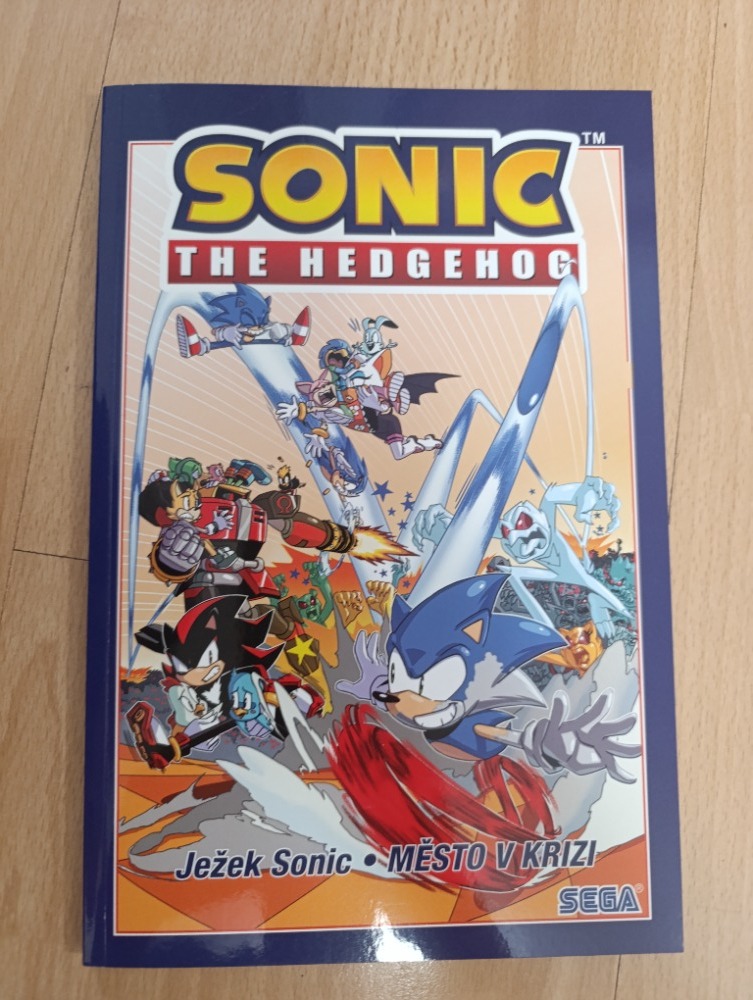 SONIC™
THE HEDGEHOG
Ježek Sonic • MĚSTO V KRIZI
SEGA®